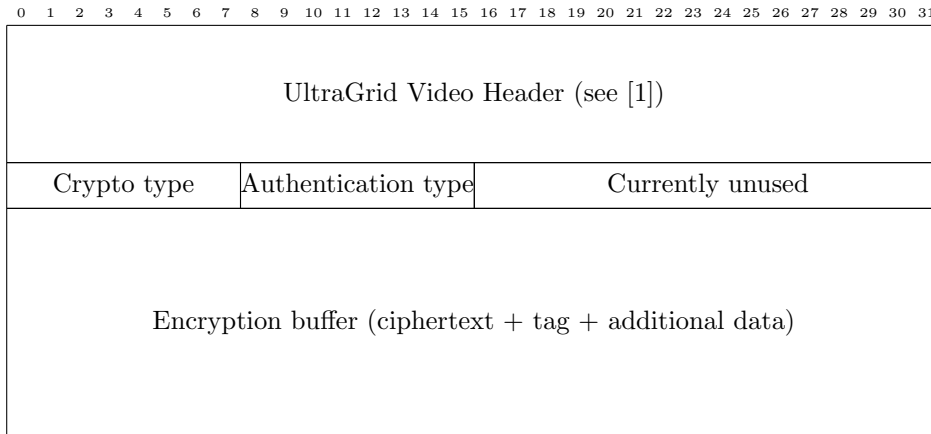 0 1 2 3 4 5 6 7 8 9 10 11 12 13 14 15 16 17 18 19 20 21 22 23 24 25 26 27 28 29 30 31
UltraGrid Video Header (see [1])
Crypto type Authentication type Currently unused
Encryption buffer (ciphertext + tag + additional data)